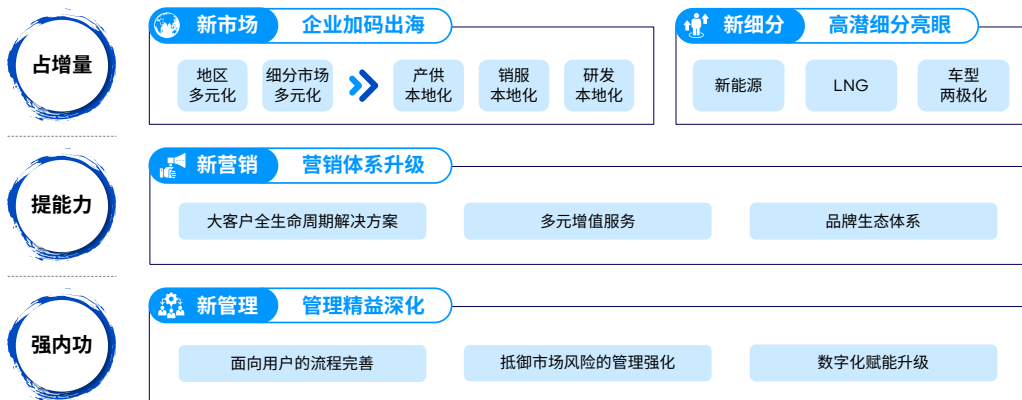 占增量
新市场 企业加码出海
地区
多元化
细分市场
多元化
产供
本地化
销服
本地化
研发
本地化
新细分 高潜细分亮眼
新能源
LNG
车型
两极化
提能力
新营销 营销体系升级
大客户全生命周期解决方案
多元增值服务
品牌生态体系
强内功
新管理 管理精益深化
面向用户的流程完善
抵御市场风险的管理强化
数字化赋能升级